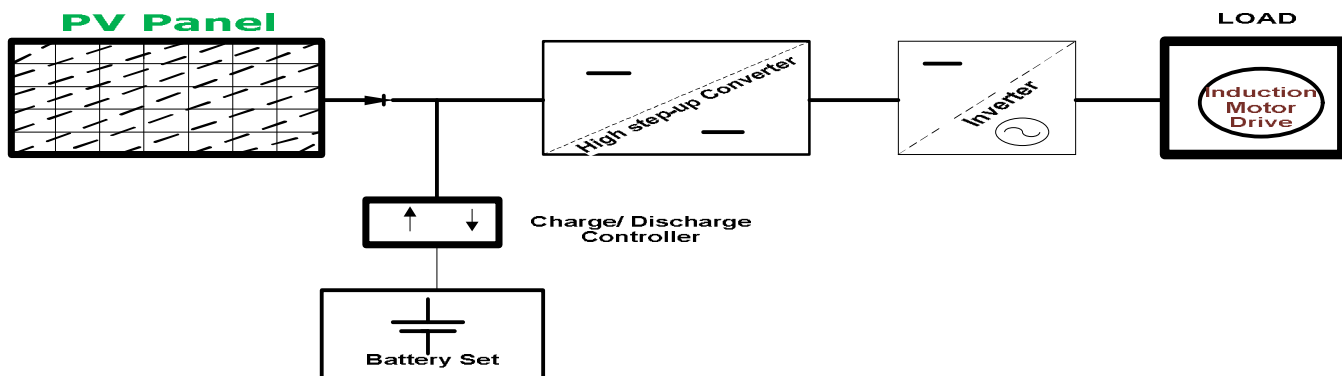 PV Panel
LOAD
High step-up Converter
Inverter
Induction
Motor
Drive
Charge/ Discharge
Controller
Battery Set